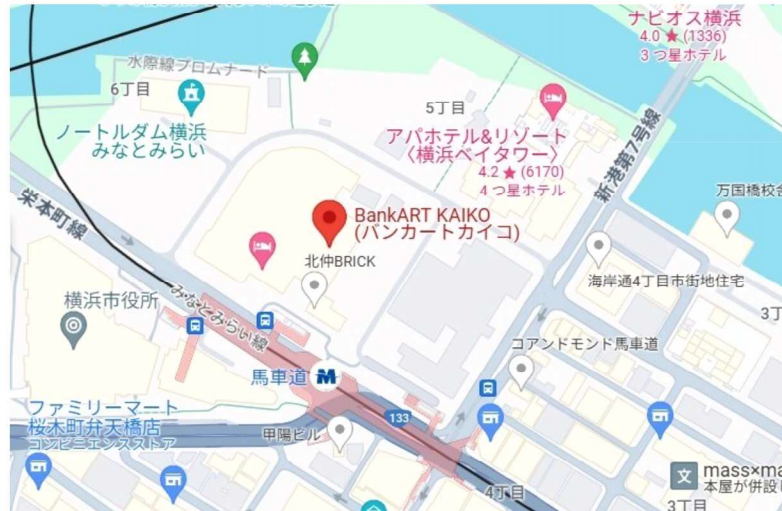 ナビオス横浜
4.0 ★ (1336)
3 つ星ホテル
水際線プロムナード
6丁目
5丁目
ノートルダム横浜
みなとみらい
アパホテル&リゾート
〈横浜ベイタワー〉
4.2 ★ (6170)
4 つ星ホテル
新港第7号線
万国橋校舎
栄本町線
BankART KAIKO
(バンカートカイコ)
北仲BRICK
海岸通4丁目市街地住宅
横浜市役所
みなとみらい線
3丁
コアンドモンド馬車道
馬車道
133
ファミリーマート
桜木町弁天橋店
コンビニエンスストア
甲陽ビル
4丁目
文
mass×ma
本屋が併設し
3丁目